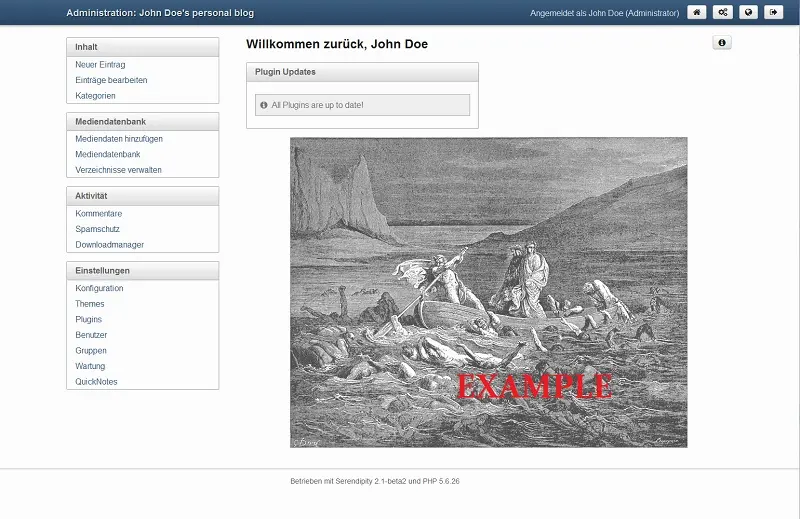 Administration: John Doe's personal blog
Angemeldet als John Doe (Administrator)
Inhalt
Neuer Eintrag
Einträge bearbeiten
Kategorien
Mediendatenbank
Mediendaten hinzufügen
Mediendatenbank
Verzeichnisse verwalten
Aktivität
Kommentare
Spamschutz
Downloadmanager
Einstellungen
Konfiguration
Themes
Plugins
Benutzer
Gruppen
Wartung
QuickNotes
Willkommen zurück, John Doe
Plugin Updates
All Plugins are up to date!
EXAMPLE
Betrieben mit Serendipity 2.1-beta2 und PHP 5.6.26